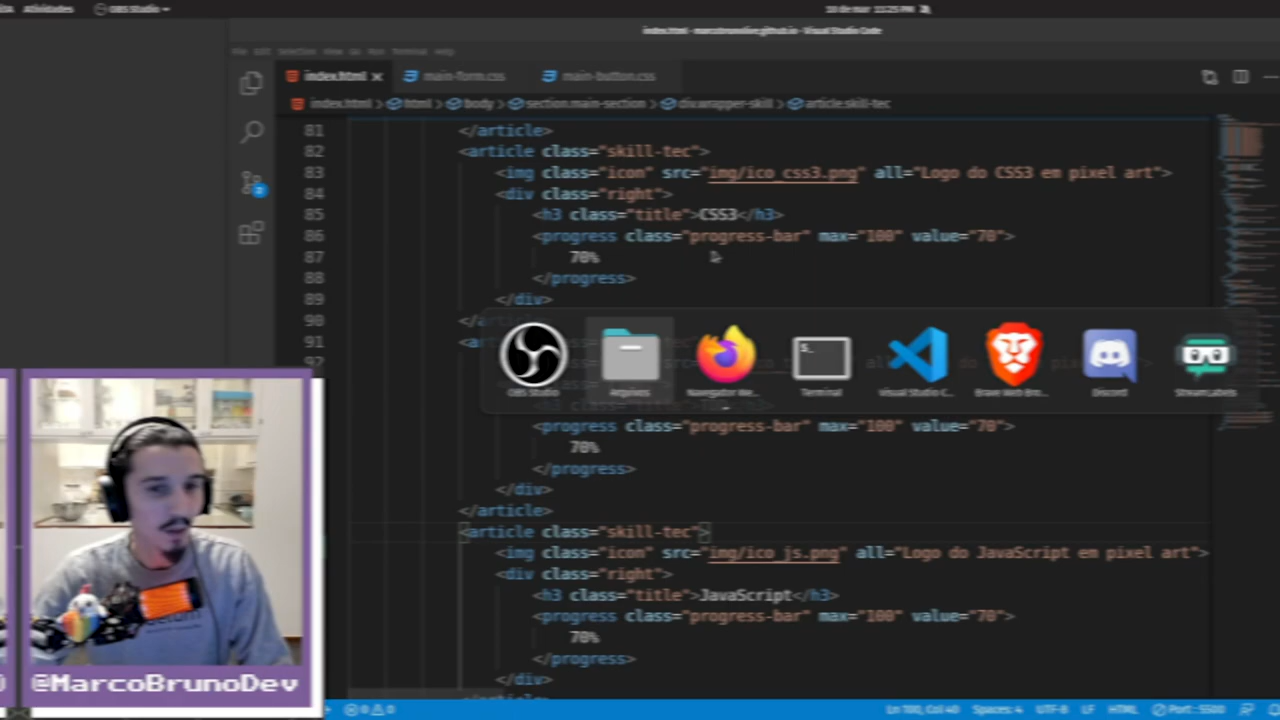 Atividades OBS Studio
index.html - marcobrunodev.github.io - Visual Studio Code
File Edit Selection View Go Run Terminal Help
index.html main-form.css main-button.css
index.html > html > body > section.main-section > div.wrapper-skill > article.skill-tec
81 </article>
82 <article class="skill-tec">
83 <img class="icon" src="img/ico_css3.png" all="Logo do CSS3 em pixel art">
84 <div class="right">
85 <h3 class="title">CSS3</h3>
86 <progress class="progress-bar" max="100" value="70">
87 70%
88 </progress>
89 </div>
90
91
92
OBS Studio Arquivos Navegador We... Terminal Visual Studio C... Brave Web Bro... Discord StreamLabels
<progress class="progress-bar" max="100" value="70">
70%
</progress>
</div>
</article>
<article class="skill-tec">
<img class="icon" src="img/ico_js.png" all="Logo do JavaScript em pixel art">
<div class="right">
<h3 class="title">JavaScript</h3>
<progress class="progress-bar" max="100" value="70">
70%
</progress>
</div>
@MarcoBrunoDev
Ln 100, Col 40 Spaces: 4 UTF-8 LF HTML Port : 5500